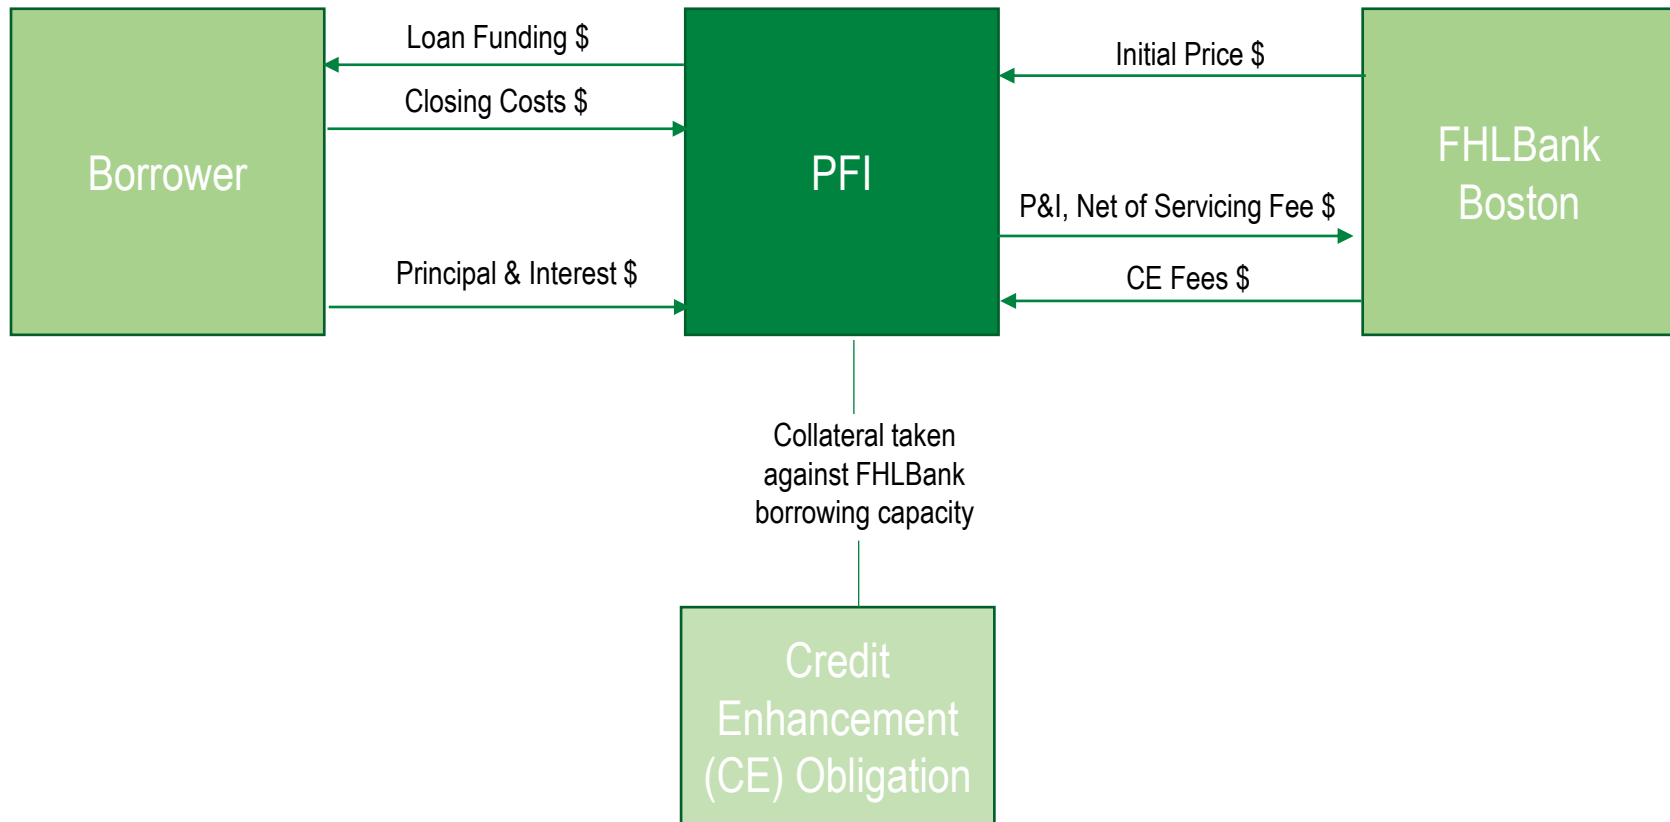 Loan Funding $
Closing Costs $
Borrower
Principal & Interest $
PFI
Initial Price $
P&I, Net of Servicing Fee $
CE Fees $
FHLBank
Boston
Collateral taken
against FHLBank
borrowing capacity
Credit
Enhancement
(CE) Obligation